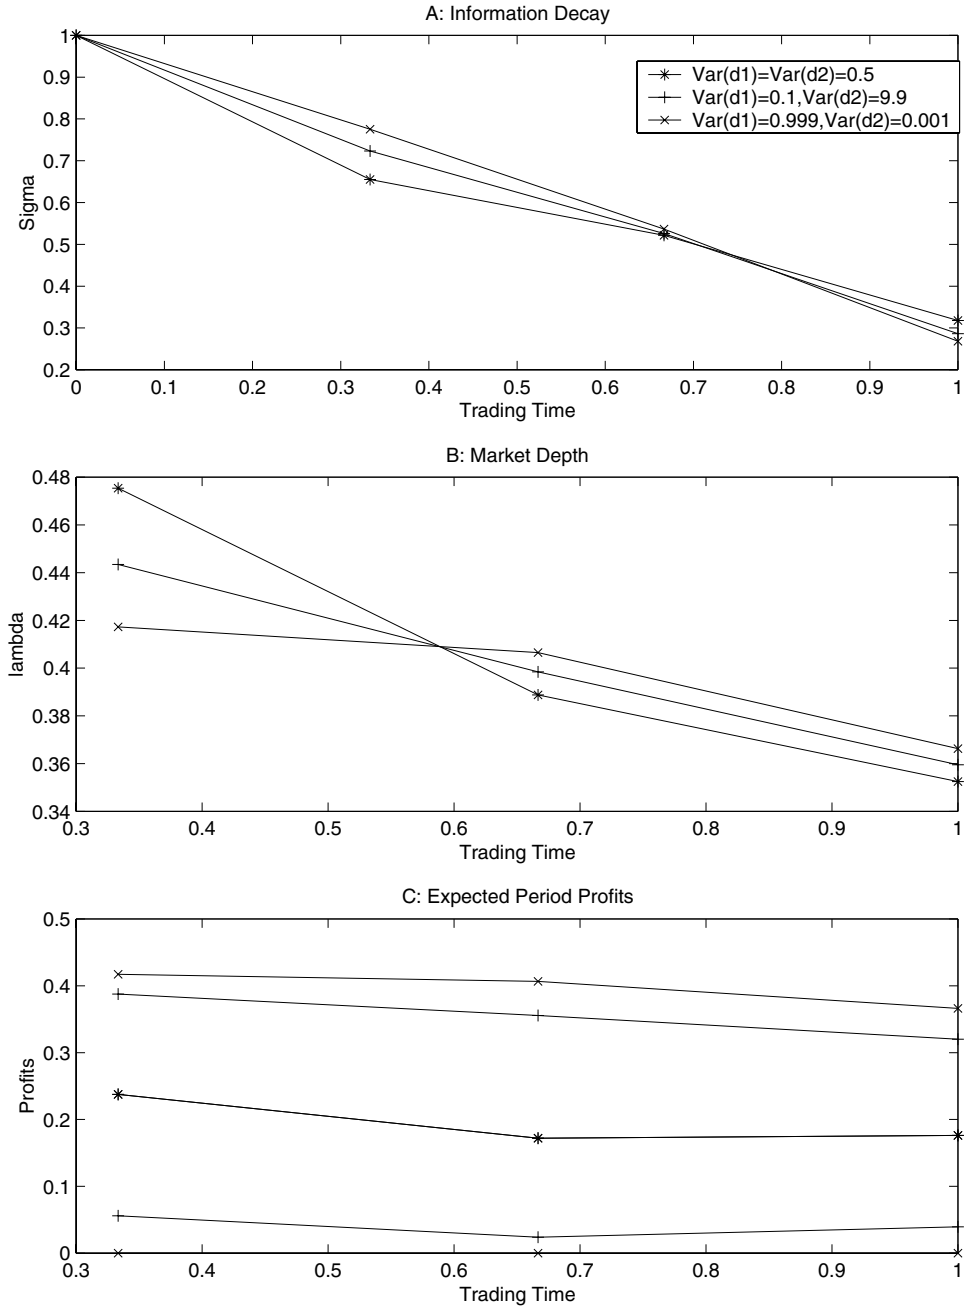 A: Information Decay
1
0.9
0.8
0.7
0.6
0.5
0.4
0.3
0.2
Sigma
Var(d1)=Var(d2)=0.5
Var(d1)=0.1,Var(d2)=9.9
Var(d1)=0.999,Var(d2)=0.001
0 0.1 0.2 0.3 0.4 0.5 0.6 0.7 0.8 0.9 1
Trading Time
B: Market Depth
0.48
0.46
0.44
0.42
0.4
0.38
0.36
0.34
lambda
0.3 0.4 0.5 0.6 0.7 0.8 0.9 1
Trading Time
C: Expected Period Profits
0.5
0.4
0.3
0.2
0.1
0
Profits
0.3 0.4 0.5 0.6 0.7 0.8 0.9 1
Trading Time